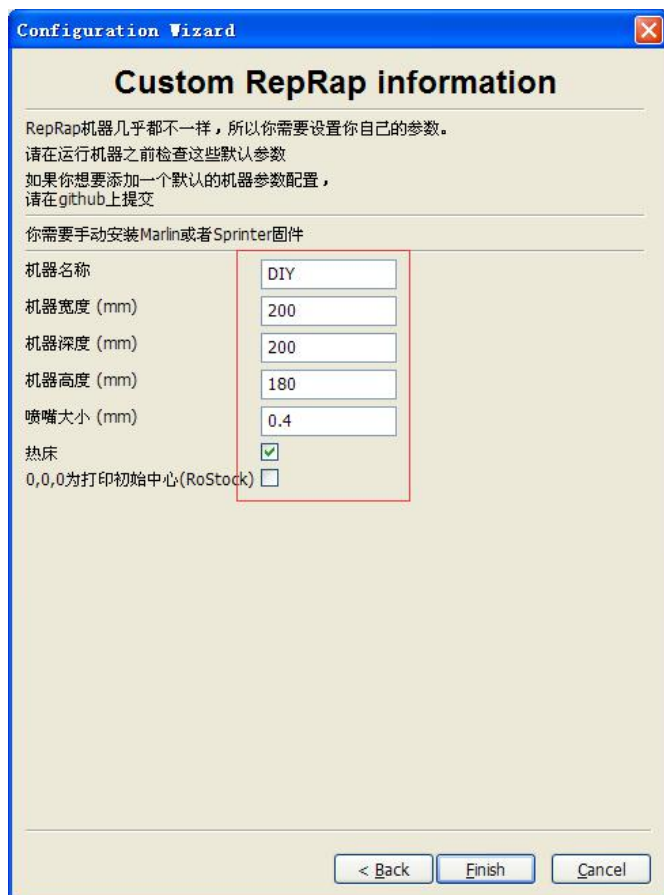 Configuration Wizard
Custom RepRap information
RepRap机器几乎都不一样，所以你需要设置你自己的参数。
请在运行机器之前检查这些默认参数
如果你想要添加一个默认的机器参数配置，
请在github上提交
你需要手动安装Marlin或者Sprinter固件
机器名称 DIY
机器宽度 (mm) 200
机器深度 (mm) 200
机器高度 (mm) 180
喷嘴大小 (mm) 0.4
热床
0,0,0为打印初始中心(RoStock)
< Back Finish Cancel